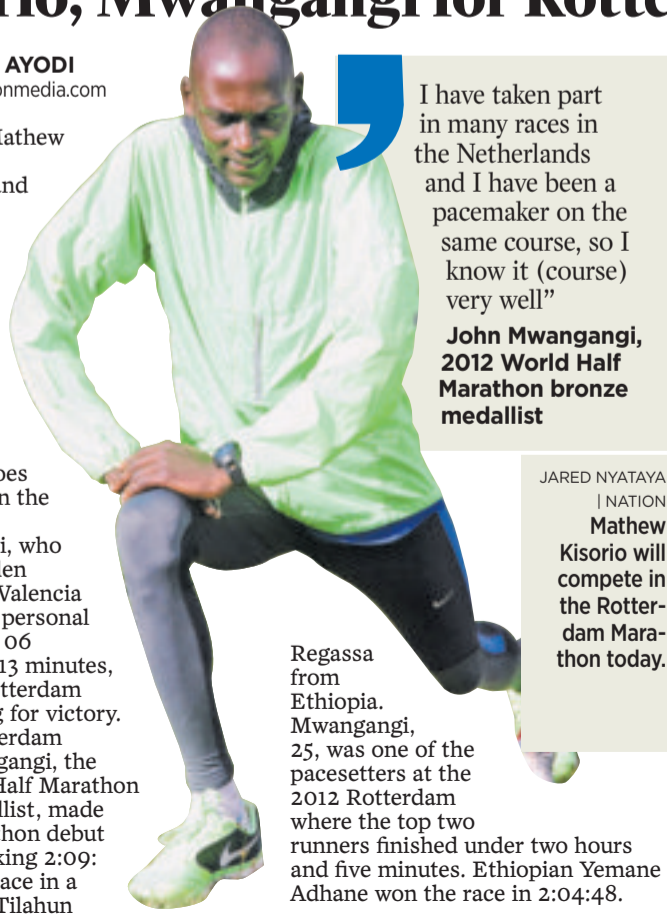 rio, Mwangangi for Rotte
AYODI
onmedia.com
Mathew
and
I have taken part
in many races in
the Netherlands
and I have been a
pacemaker on the
same course, so I
know it (course)
very well”
John Mwangangi,
2012 World Half
Marathon bronze
medallist
JARED NYATAYA
| NATION
Mathew
Kisorio will
compete in
the Rotter-
dam Mara-
thon today.
oes
n the
i, who
len
Valencia
personal
06
13 minutes,
tterdam
g for victory.
erdam
gangi, the
Half Marathon
llist, made
thon debut
king 2:09:
ace in a
Tilahun
Regassa
from
Ethiopia.
Mwangangi,
25, was one of the
pacesetters at the
2012 Rotterdam
where the top two
runners finished under two hours
and five minutes. Ethiopian Yemane
Adhane won the race in 2:04:48.